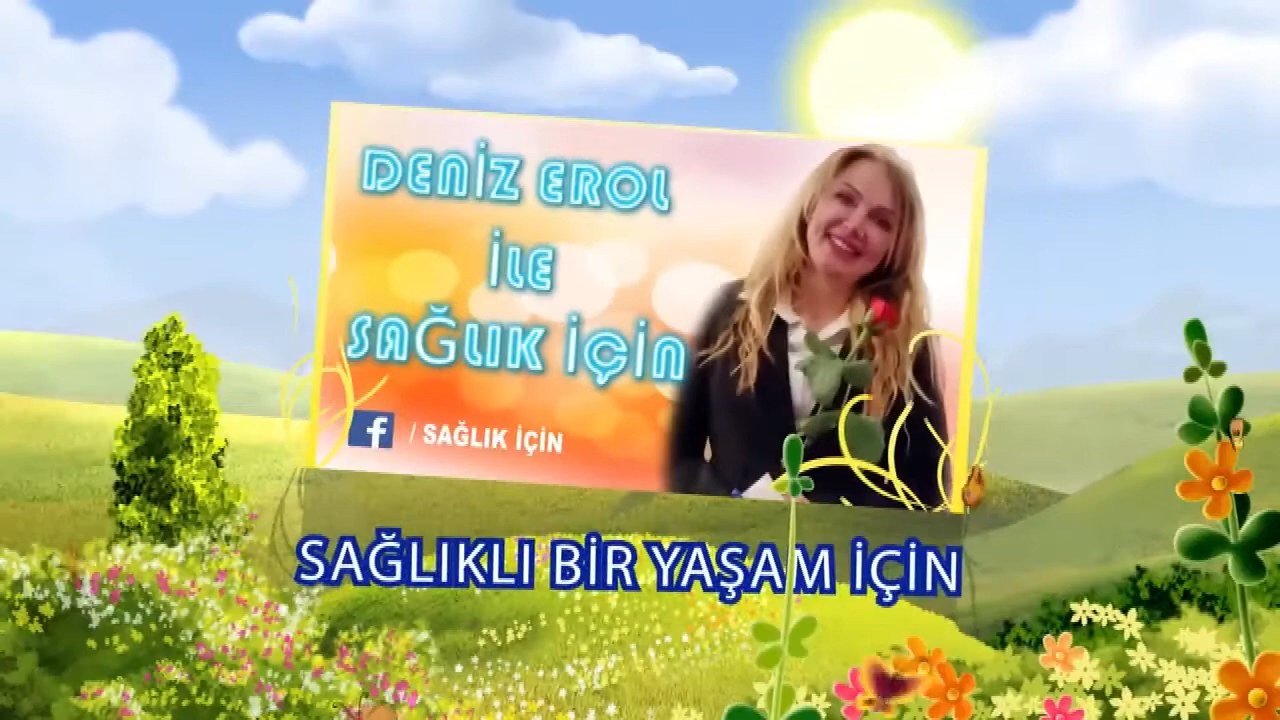 DENİZ EROL
İLE
SAĞLIK İÇİN
f / SAĞLIK İÇİN
SAĞLIKLI BİR YAŞAM İÇİN